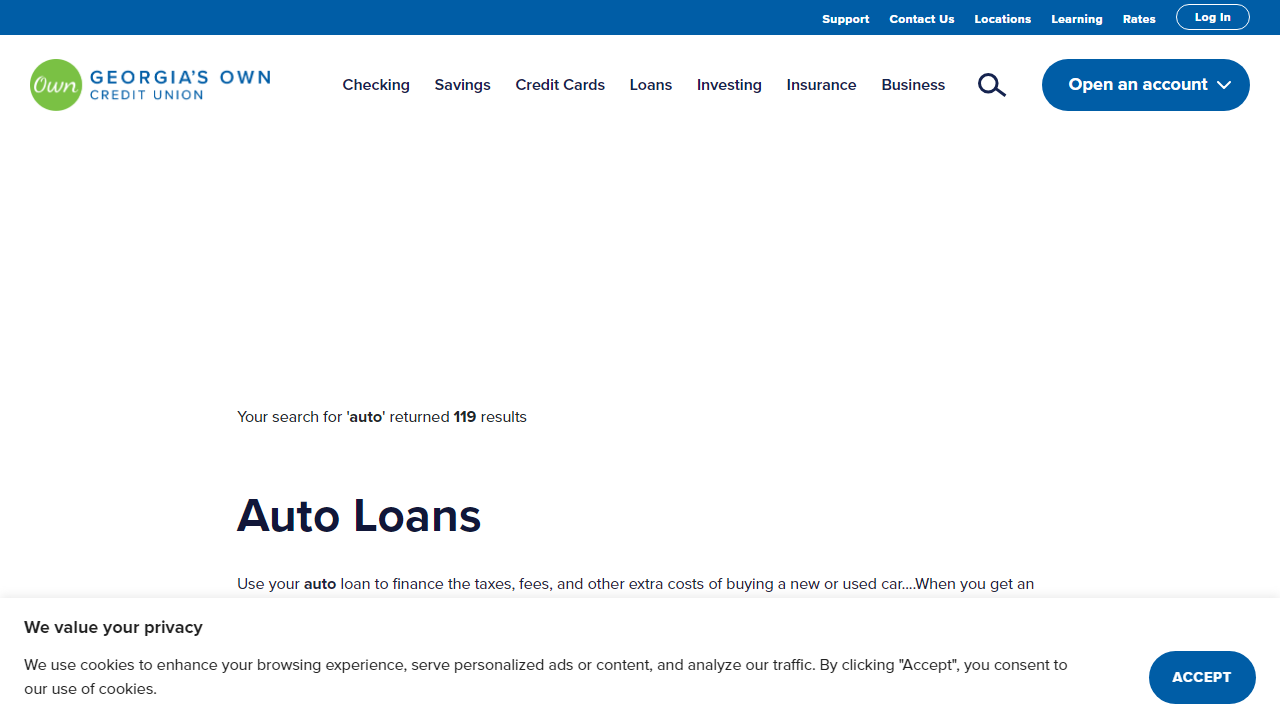 Support Contact Us Locations Learning Rates Log In
Own GEORGIA'S OWN
CREDIT UNION
Checking Savings Credit Cards Loans Investing Insurance Business Open an account
Your search for 'auto' returned 119 results
Auto Loans
Use your auto loan to finance the taxes, fees, and other extra costs of buying a new or used car....When you get an
We value your privacy
We use cookies to enhance your browsing experience, serve personalized ads or content, and analyze our traffic. By clicking "Accept", you consent to
our use of cookies.
ACCEPT